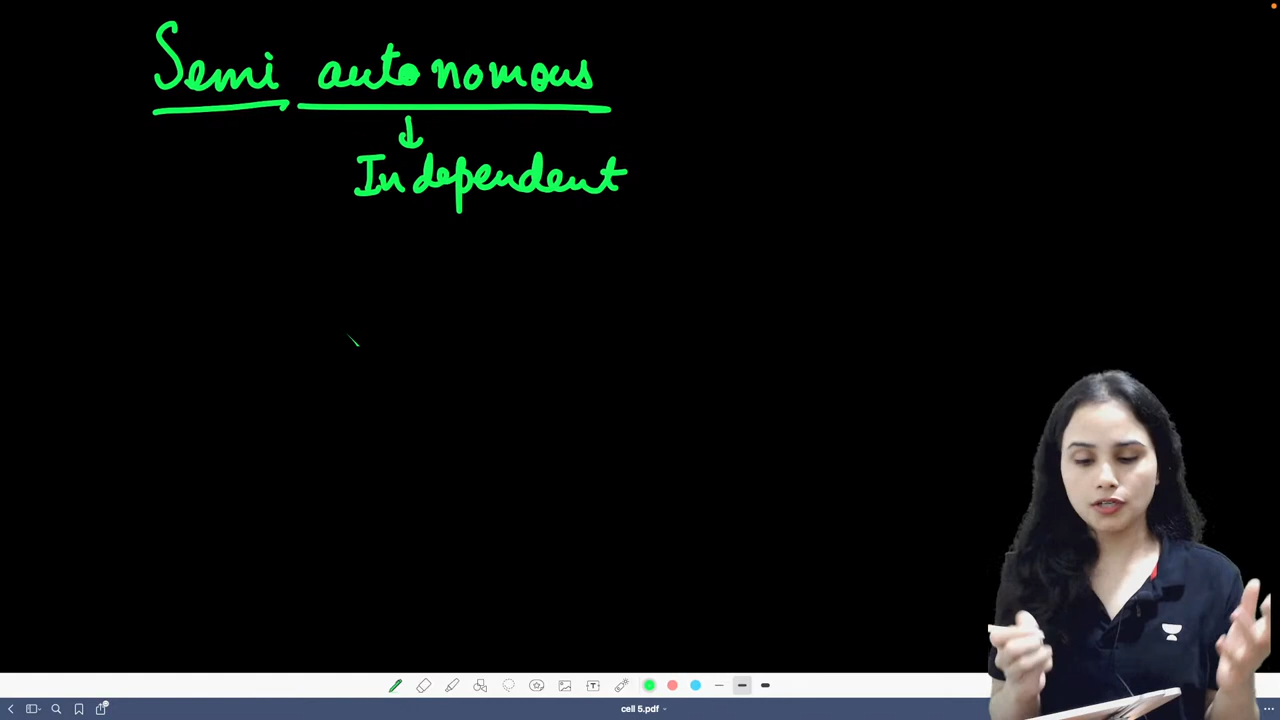 Semi autonomous
↓
Independent
cell 5.pdf